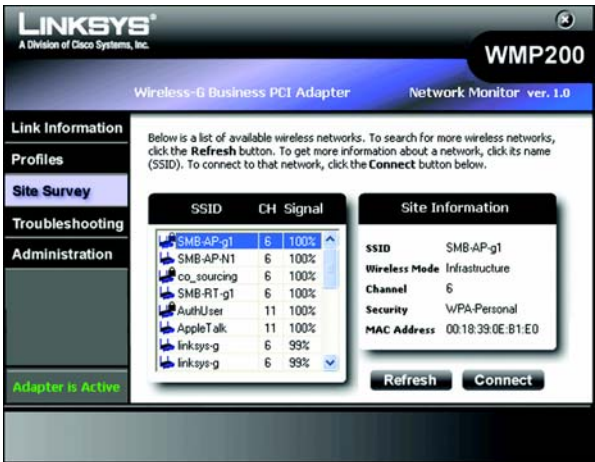 LINKSYS®
A Division of Cisco Systems, Inc.
WMP200
Wireless-G Business PCI Adapter
Network Monitor ver. 1.0
Link Information
Profiles
Site Survey
Troubleshooting
Administration
Adapter is Active
Below is a list of available wireless networks. To search for more wireless networks,
click the Refresh button. To get more information about a network, click its name
(SSID). To connect to that network, click the Connect button below.
SSID CH Signal
SMB-AP-g1 6 100%
SMB-AP-N1 6 100%
co_sourcing 6 100%
SMB-RT-g1 6 100%
AuthUser 11 100%
AppleTalk 11 100%
linksys-g 6 99%
linksys-g 6 99%
Site Information
SSID SMB-AP-g1
Wireless Mode Infrastructure
Channel 6
Security WPA-Personal
MAC Address 00:18:39:0E:B1:E0
Refresh Connect